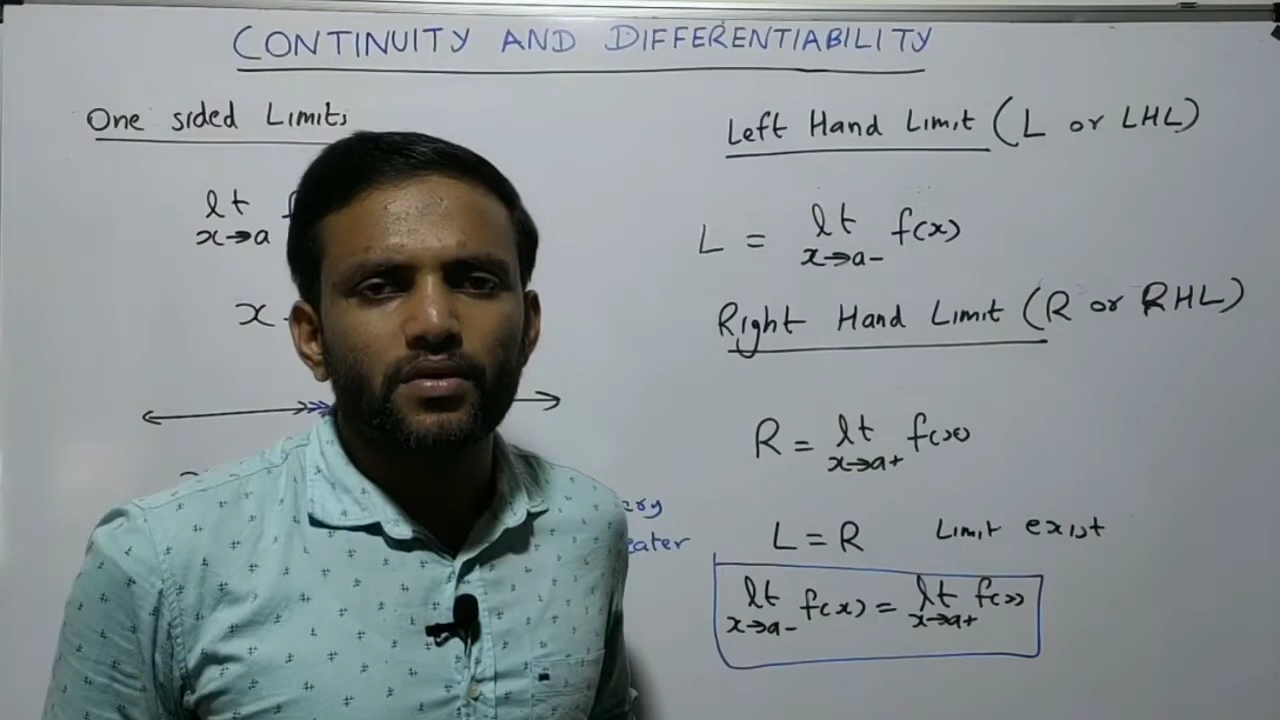 CONTINUITY AND DIFFERENTIABILITY
One sided Limits
lt
x→a
x
Left Hand Limit (L or LHL)
L = lt f(x)
x→a-
Right Hand Limit (R or RHL)
R = lt f(x)
x→a+
L = R Limit exist
lt f(x) = lt f(x)
x→a- x→a+